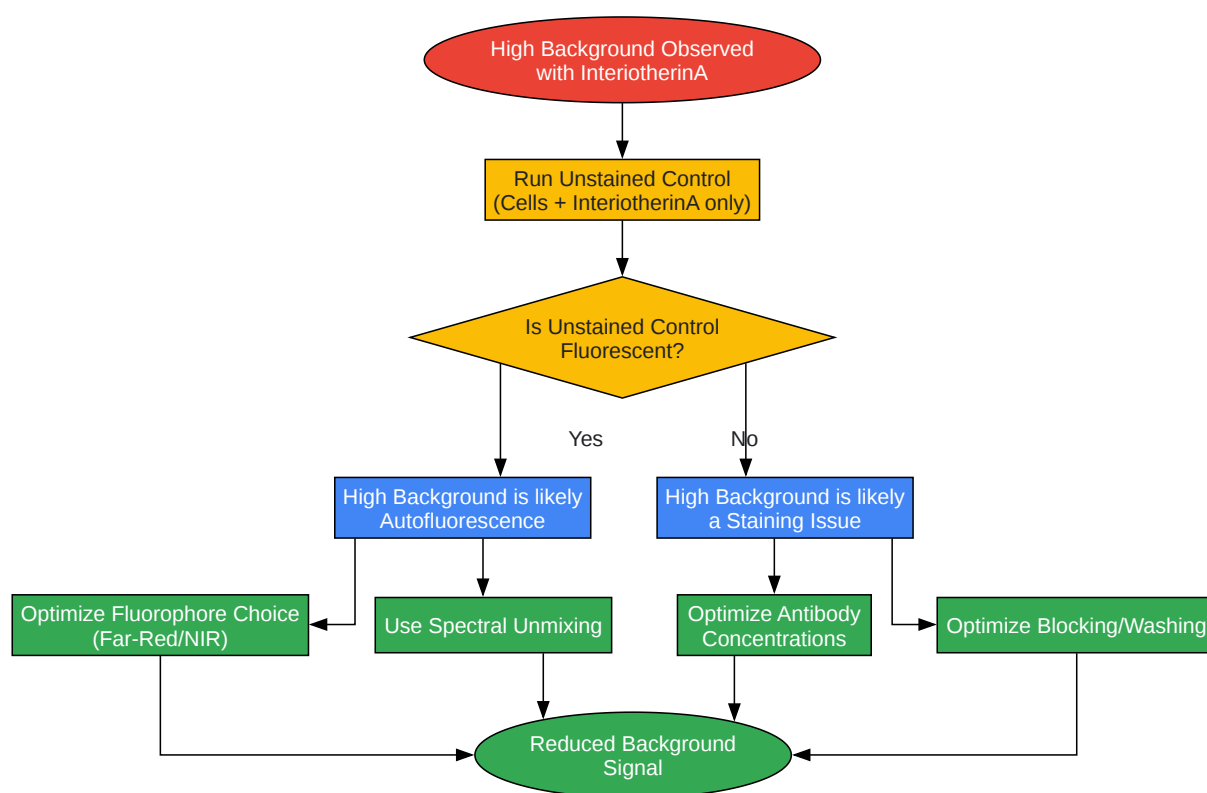 High Background Observed
with InteriotherinA
Run Unstained Control
(Cells + InteriotherinA only)
Is Unstained Control
Fluorescent?
Yes
No
High Background is likely
Autofluorescence
High Background is likely
a Staining Issue
Optimize Fluorophore Choice
(Far-Red/NIR)
Use Spectral Unmixing
Optimize Antibody
Concentrations
Optimize Blocking/Washing
Reduced Background
Signal